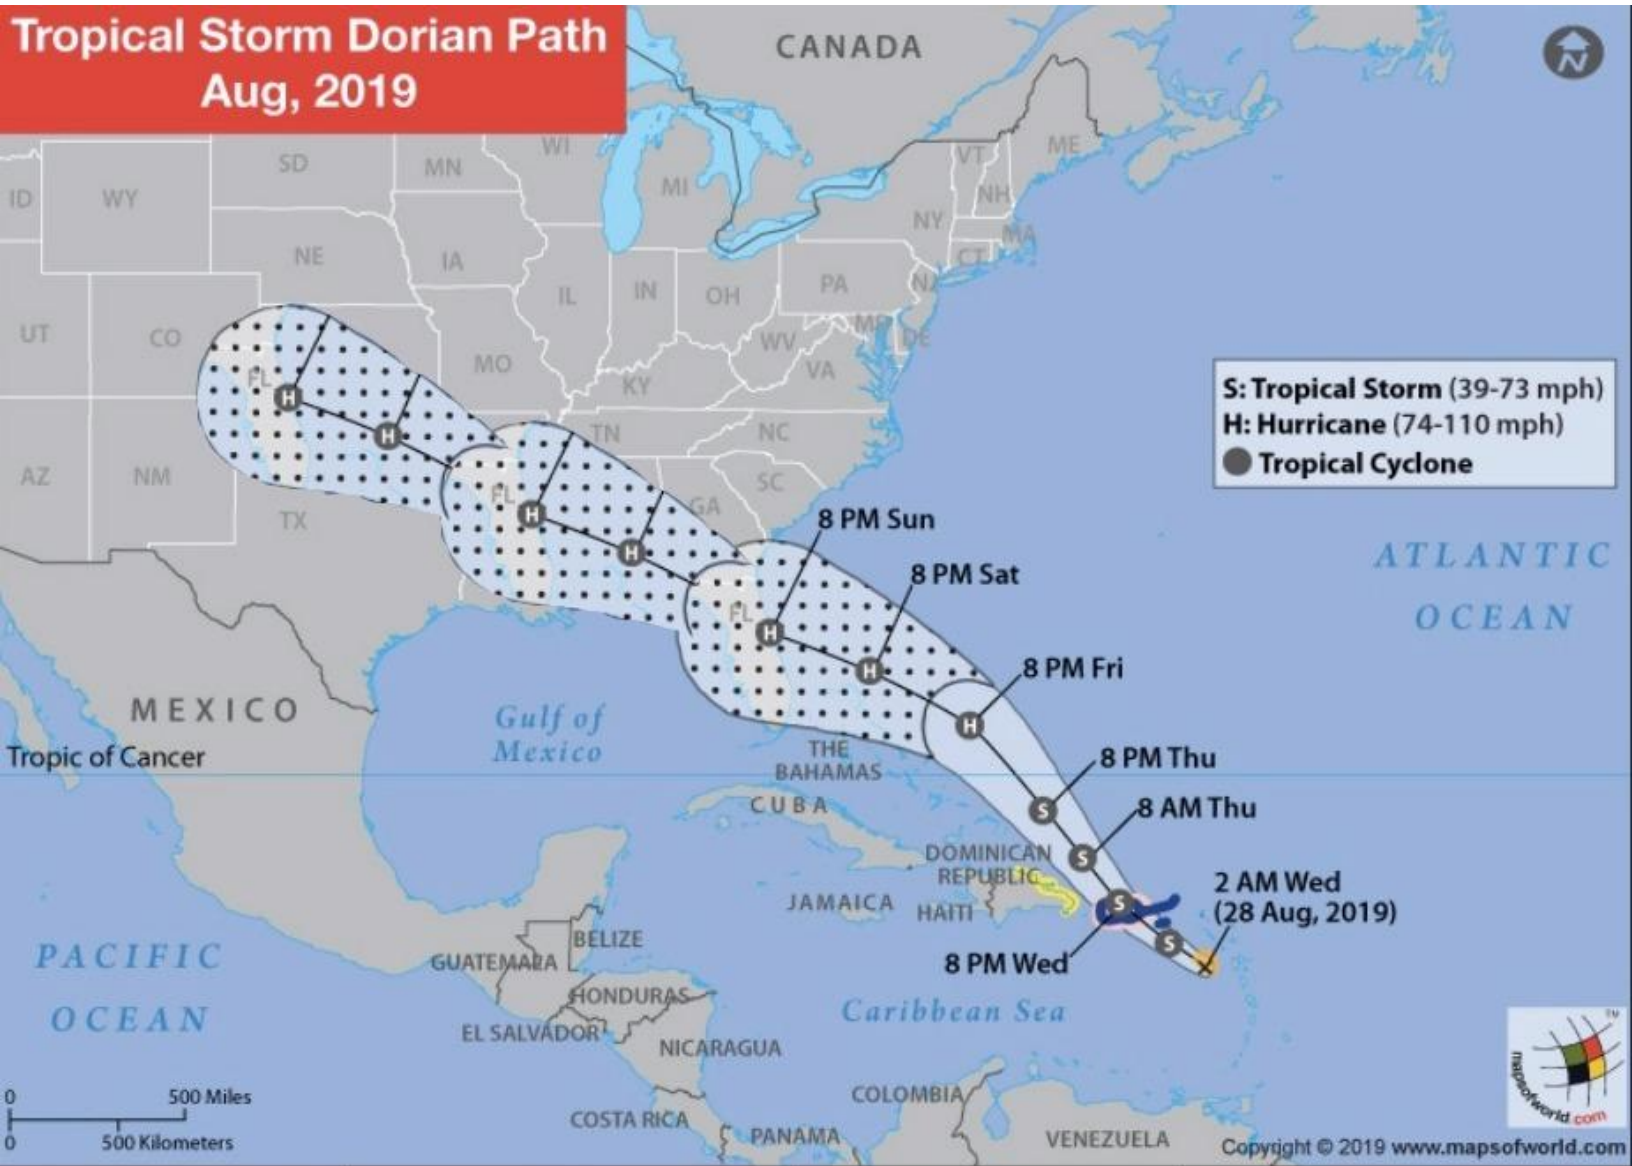 Tropical Storm Dorian Path
Aug, 2019
CANADA
N
ID
WY
SD
MN
WI
MI
VT
ME
NH
NY
MA
CT
NE
IA
IL
IN
OH
PA
NJ
UT
CO
MO
KY
WV
VA
MD
DE
AZ
NM
TX
TN
NC
SC
GA
FL
FL
FL
H
H
H
H
H
H
H
S
S
S
S
S: Tropical Storm (39-73 mph)
H: Hurricane (74-110 mph)
Tropical Cyclone
8 PM Sun
8 PM Sat
8 PM Fri
8 PM Thu
8 AM Thu
2 AM Wed
(28 Aug, 2019)
8 PM Wed
ATLANTIC
OCEAN
MEXICO
Gulf of
Mexico
Tropic of Cancer
THE
BAHAMAS
CUBA
DOMINICAN
REPUBLIC
JAMAICA
HAITI
BELIZE
GUATEMALA
HONDURAS
EL SALVADOR
NICARAGUA
Caribbean Sea
PACIFIC
OCEAN
COSTA RICA
PANAMA
COLOMBIA
VENEZUELA
0 500 Miles
0 500 Kilometers
TM
mapsofworld.com
Copyright © 2019 www.mapsofworld.com